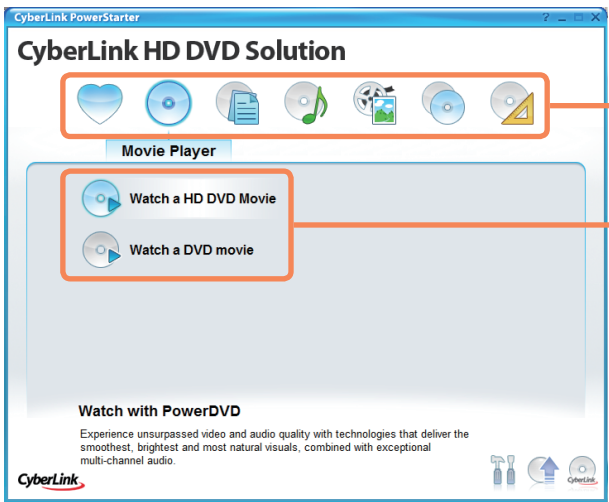 CyberLink PowerStarter
CyberLink HD DVD Solution
Movie Player
Watch a HD DVD Movie
Watch a DVD movie
Watch with PowerDVD
Experience unsurpassed video and audio quality with technologies that deliver the
smoothest, brightest and most natural visuals, combined with exceptional
multi-channel audio.
CyberLink
CyberLink